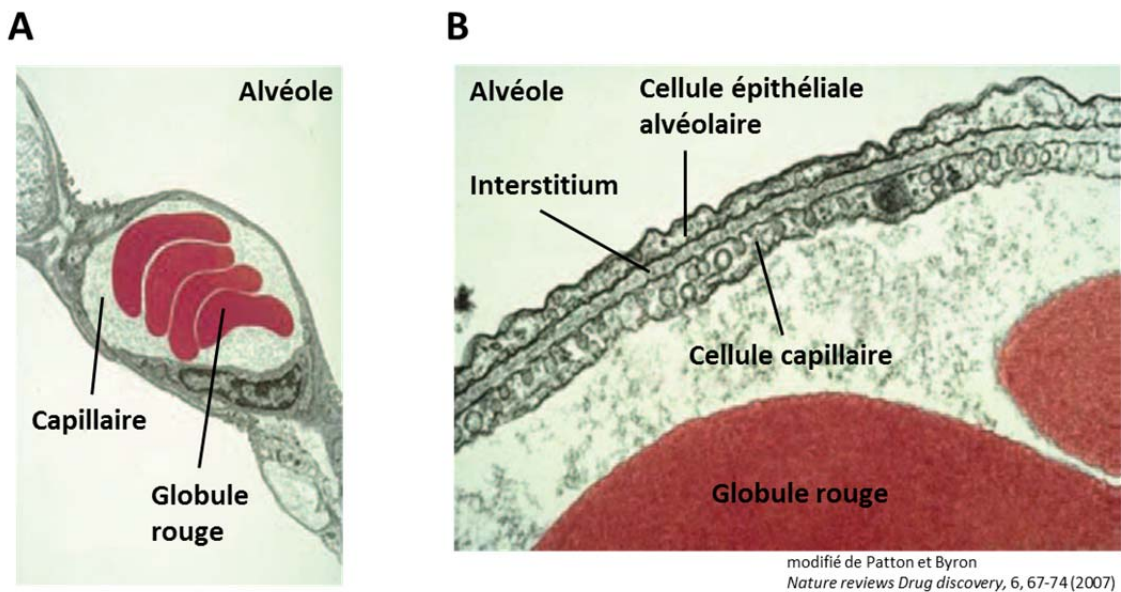 A
Alvéole
Capillaire
Globule
rouge
B
Alvéole
Cellule épithéliale
alvéolaire
Interstitium
Cellule capillaire
Globule rouge
modifié de Patton et Byron
Nature reviews Drug discovery, 6, 67-74 (2007)